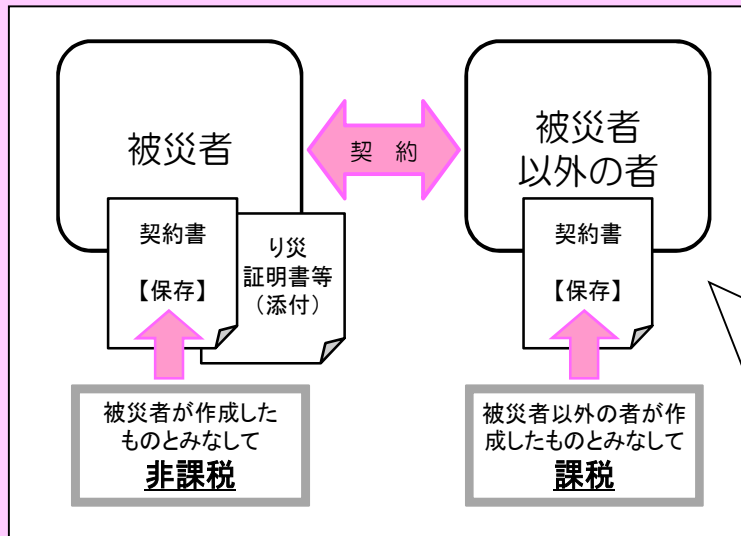 被災者
契　約
被災者
以外の者
契約書
【保存】
り災
証明書等
（添付）
契約書
【保存】
被災者が作成した
ものとみなして
非課税
被災者以外の者が作
成したものとみなして
課税